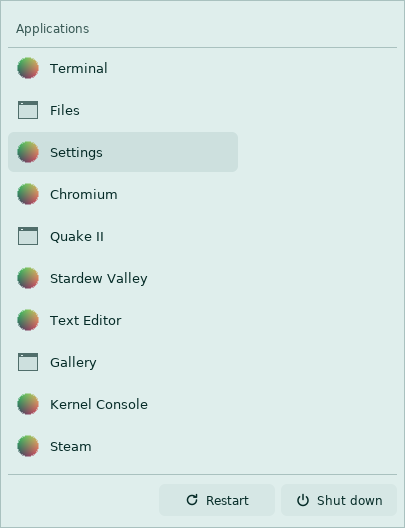 Applications
Terminal
Files
Settings
Chromium
Quake II
Stardew Valley
Text Editor
Gallery
Kernel Console
Steam
Restart
Shut down